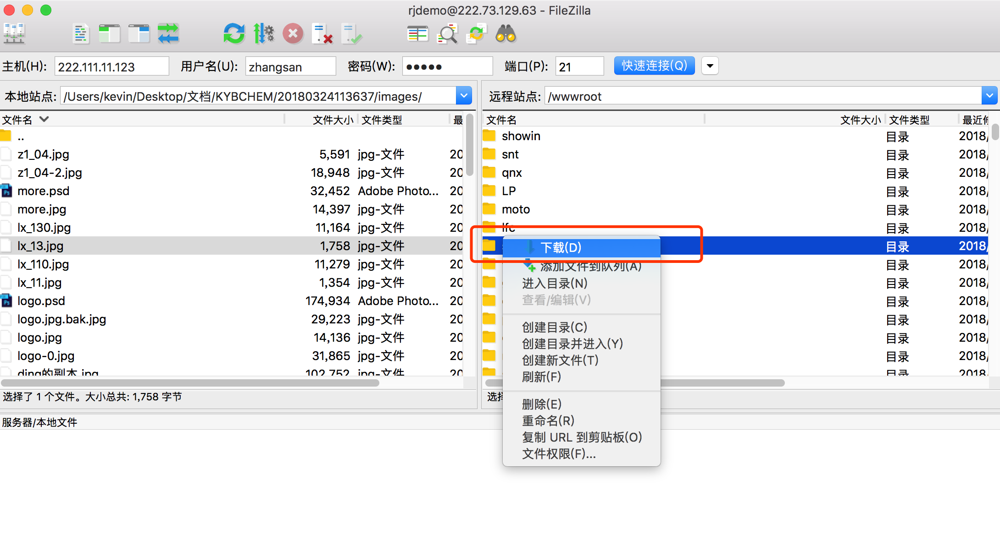 rjdemo@222.73.129.63 - FileZilla
主机(H): 222.111.11.123 用户名(U): zhangsan 密码(W): ●●●●● 端口(P): 21 快速连接(Q)
本地站点: /Users/kevin/Desktop/文档/KYBCHEM/20180324113637/images/
文件名 文件大小 文件类型 最
..
z1_04.jpg 5,591 jpg-文件 20
z1_04-2.jpg 18,948 jpg-文件 20
more.psd 32,452 Adobe Photo... 20
more.jpg 14,397 jpg-文件 20
lx_130.jpg 11,164 jpg-文件 20
lx_13.jpg 1,758 jpg-文件 20
lx_110.jpg 11,279 jpg-文件 20
lx_11.jpg 1,354 jpg-文件 20
logo.psd 174,934 Adobe Photo... 20
logo.jpg.bak.jpg 29,223 jpg-文件 20
logo.jpg 14,136 jpg-文件 20
logo-0.jpg 31,865 jpg-文件 20
ding的副本.jpg 102,752 jpg-文件 20
选择了 1 个文件。大小总共: 1,758 字节
远程站点: /wwwroot
文件名 文件大小 文件类型 最近修
showin 目录 2018/
snt 目录 2018/
qnx 目录 2018/
LP 目录 2018/
moto 目录 2018/
lfc 目录 2018/
目录 2018/
目录 2018/
目录 2018/
目录 2018/
目录 2018/
目录 2018/
目录 2018/
目录 2018/
选择
下载(D)
添加文件到队列(A)
进入目录(N)
查看/编辑(V)
创建目录(C)
创建目录并进入(Y)
创建新文件(T)
刷新(F)
删除(E)
重命名(R)
复制 URL 到剪贴板(O)
文件权限(F)...
服务器/本地文件